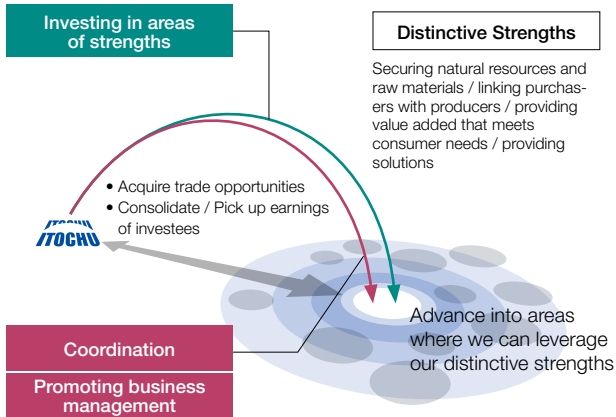 Investing in areas
of strengths
Distinctive Strengths
Securing natural resources and
raw materials / linking purchas-
ers with producers / providing
value added that meets
consumer needs / providing
solutions
• Acquire trade opportunities
• Consolidate / Pick up earnings
of investees
ITOCHU
ITOCHU
Advance into areas
where we can leverage
our distinctive strengths
Coordination
Promoting business
management